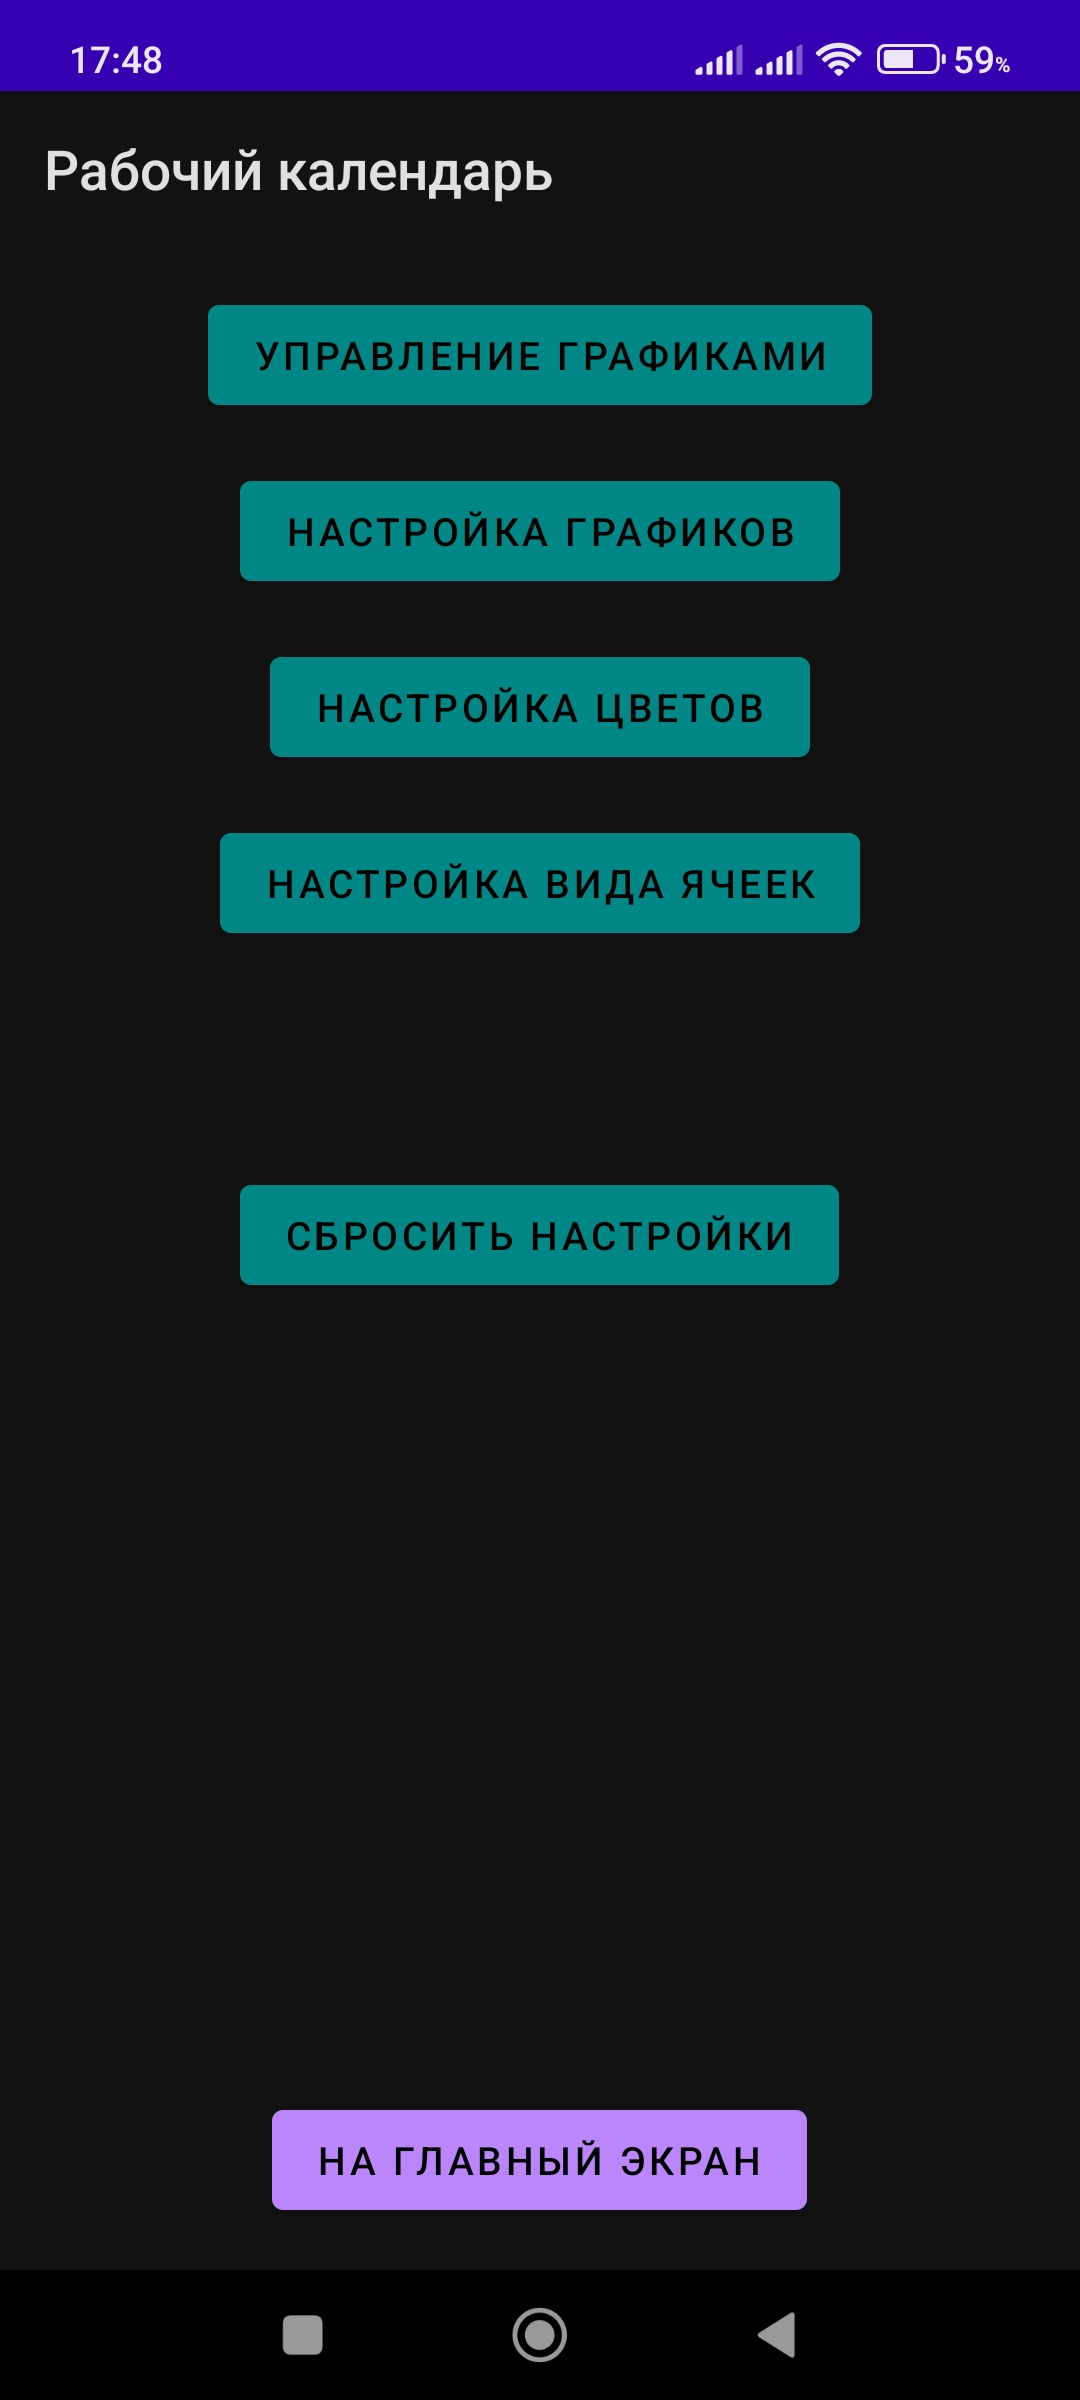 17:48 59%
Рабочий календарь
УПРАВЛЕНИЕ ГРАФИКАМИ
НАСТРОЙКА ГРАФИКОВ
НАСТРОЙКА ЦВЕТОВ
НАСТРОЙКА ВИДА ЯЧЕЕК
СБРОСИТЬ НАСТРОЙКИ
НА ГЛАВНЫЙ ЭКРАН